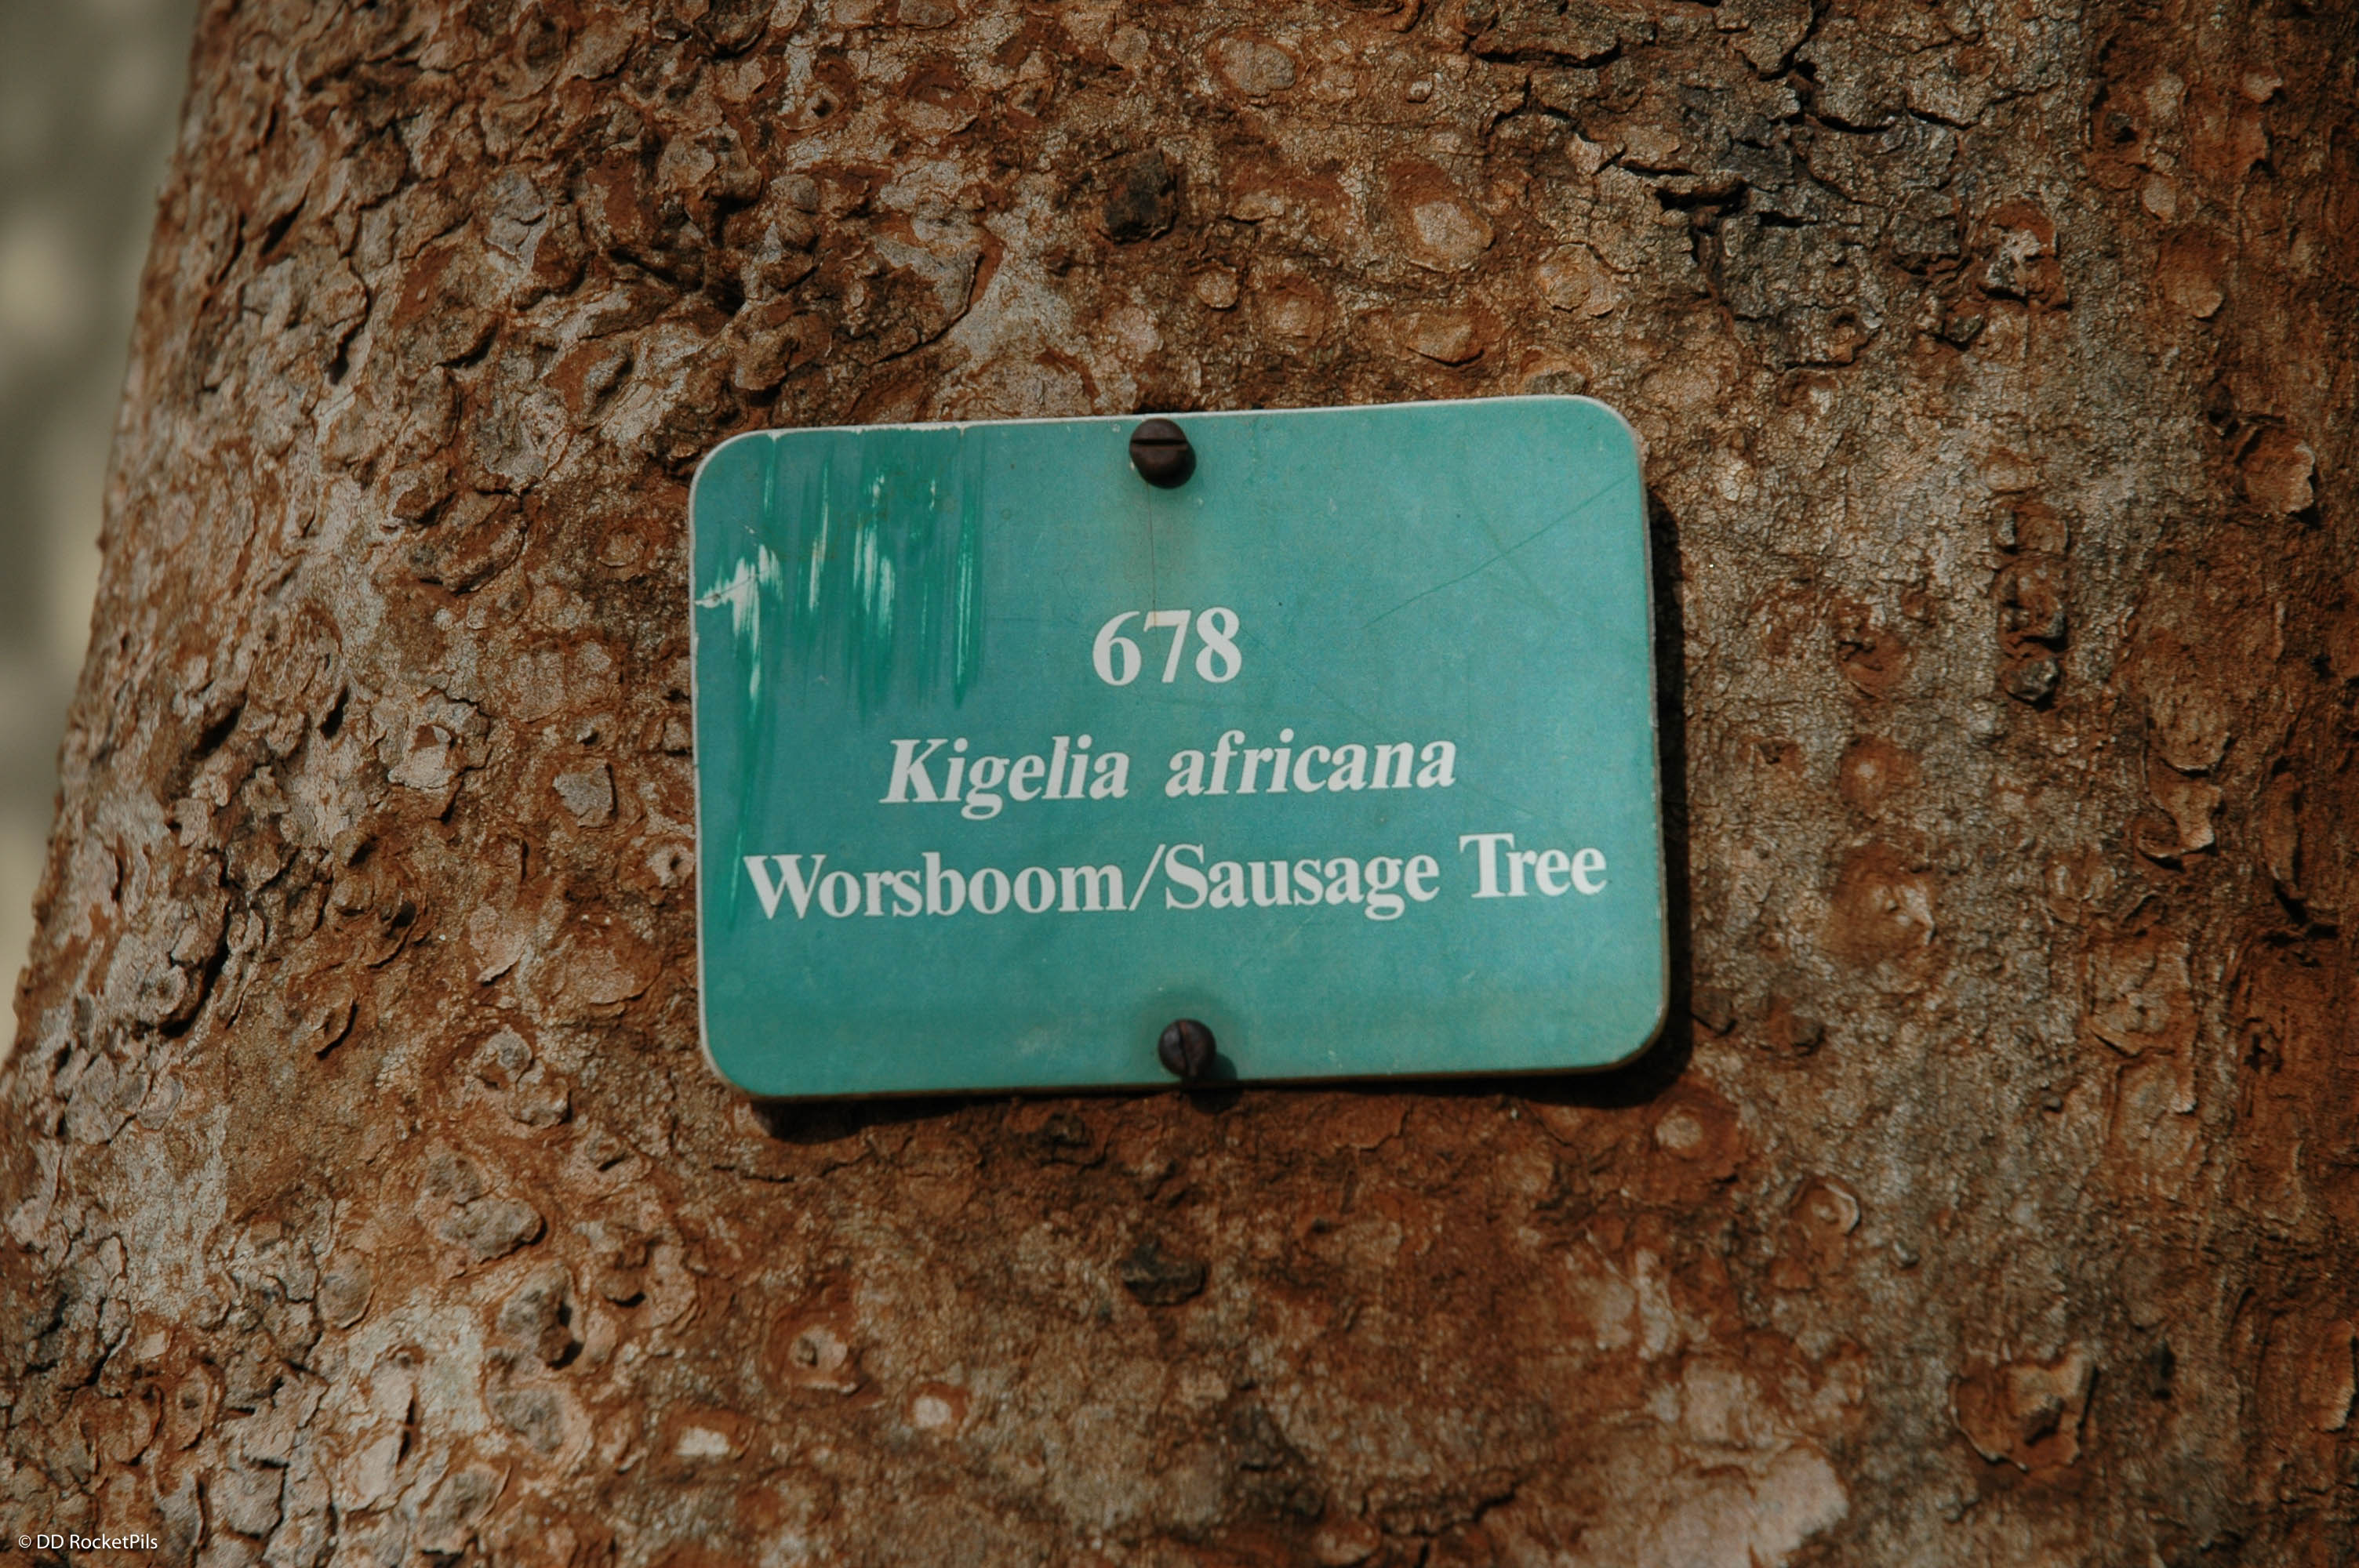 678
Kigelia africana
Worsboom/Sausage Tree
© DD RocketPils